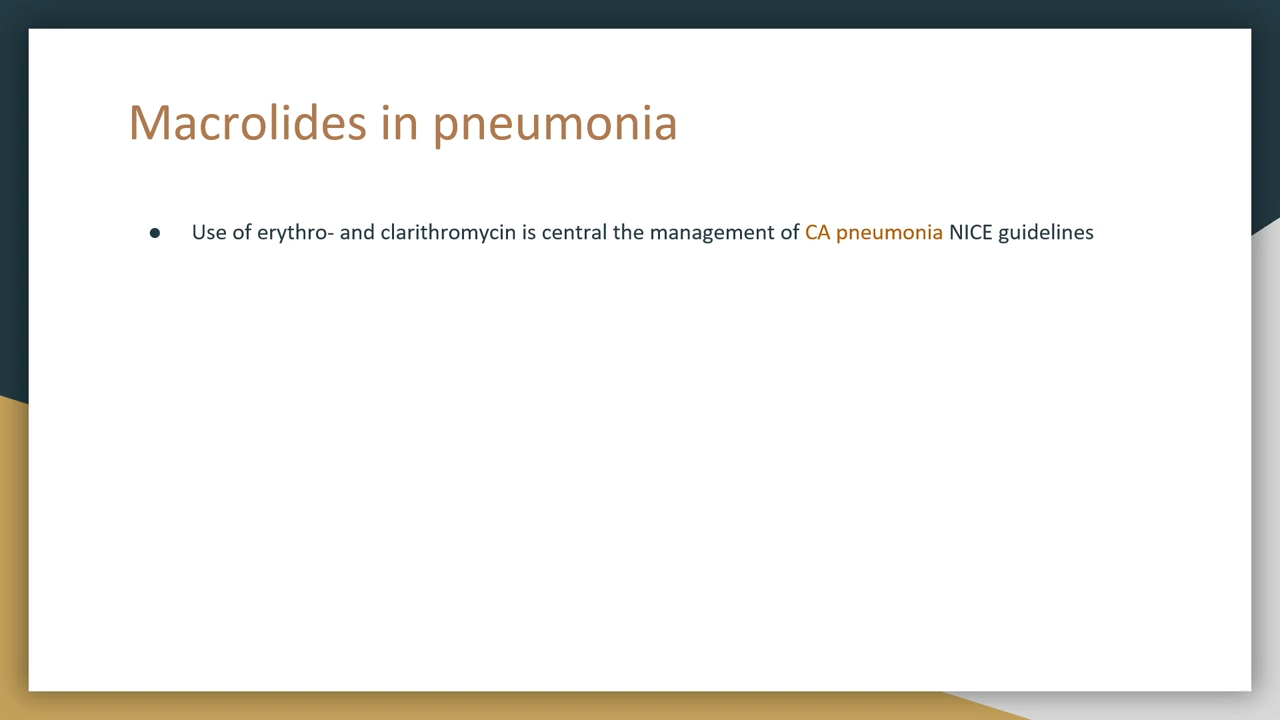 Macrolides in pneumonia
● Use of erythro- and clarithromycin is central the management of CA pneumonia NICE guidelines